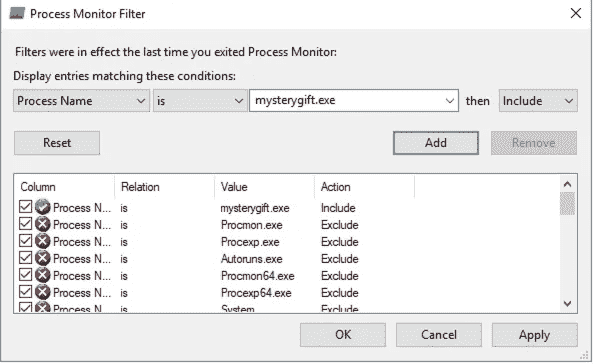 Process Monitor Filter
Filters were in effect the last time you exited Process Monitor:
Display entries matching these conditions:
Process Name is mysterygift.exe then Include
Reset Add Remove
Column Relation Value Action
Process N... is mysterygift.exe Include
Process N... is Procmon.exe Exclude
Process N... is Procexp.exe Exclude
Process N... is Autoruns.exe Exclude
Process N... is Procmon64.exe Exclude
Process N... is Procexp64.exe Exclude
Process N... is System Exclude
OK Cancel Apply